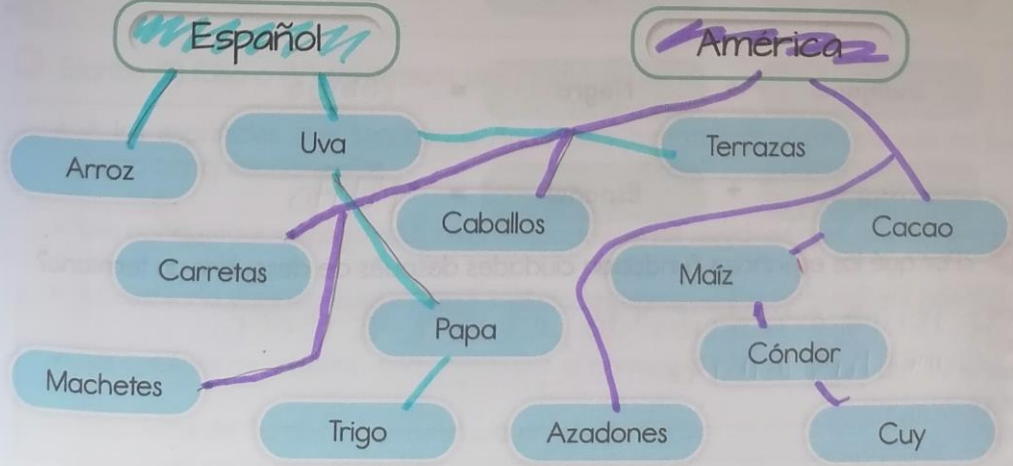 Español
América
Arroz
Uva
Terrazas
Carretas
Caballos
Cacao
Maíz
Machetes
Papa
Cóndor
Trigo
Azadones
Cuy